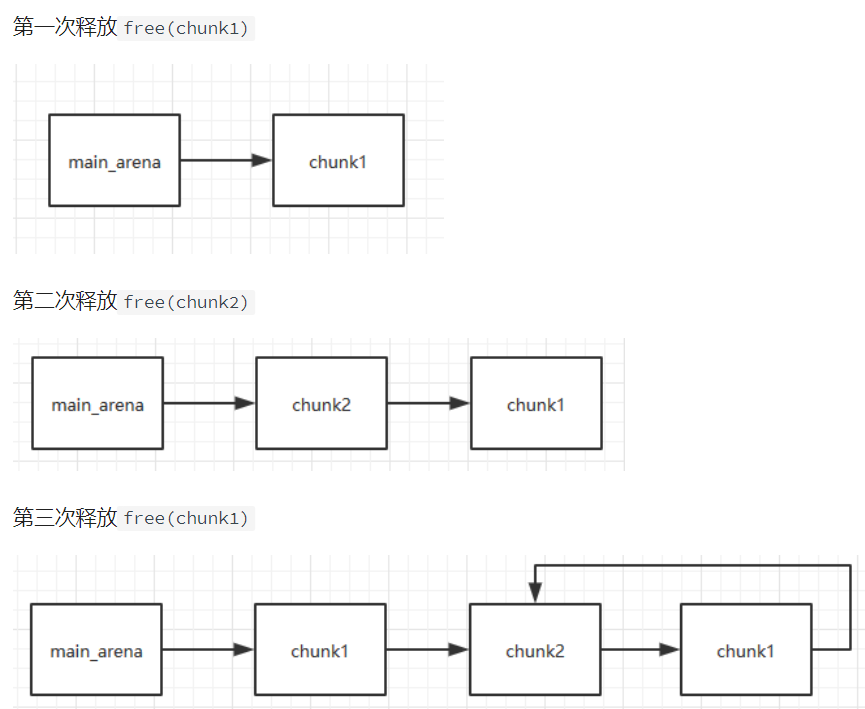 第一次释放 free(chunk1)
main_arena chunk1
第二次释放 free(chunk2)
main_arena chunk2 chunk1
第三次释放 free(chunk1)
main_arena chunk1 chunk2 chunk1